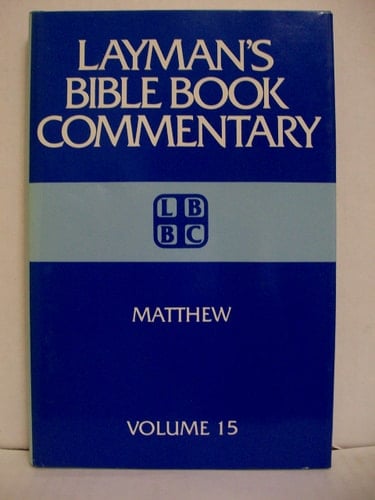 LAYMAN'S
BIBLE BOOK
COMMENTARY
L B
B C
MATTHEW
VOLUME 15